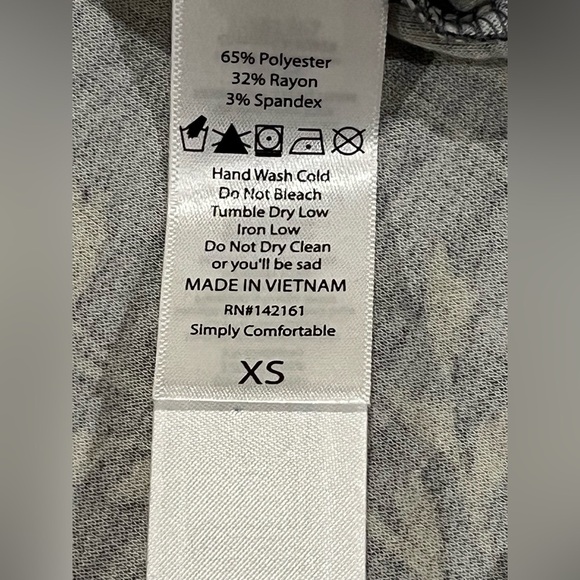 65% Polyester
32% Rayon
3% Spandex
Hand Wash Cold
Do Not Bleach
Tumble Dry Low
Iron Low
Do Not Dry Clean
or you'll be sad
MADE IN VIETNAM
RN#142161
Simply Comfortable
XS